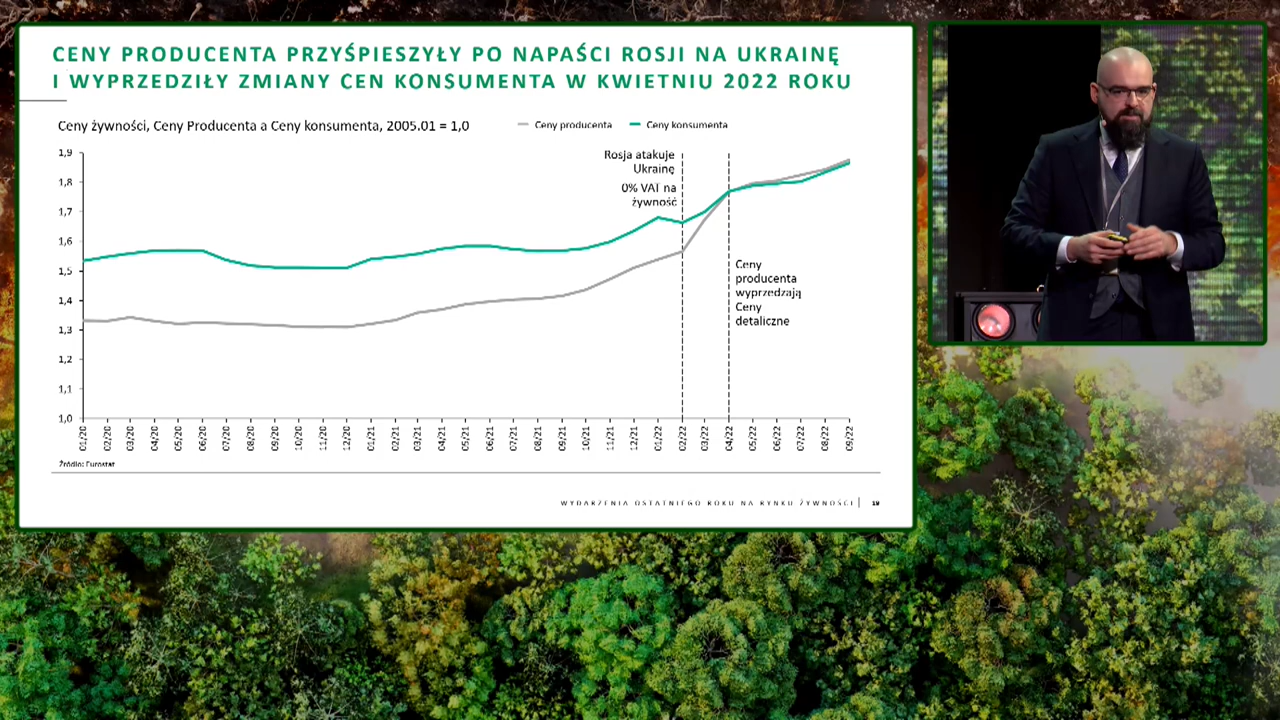 CENY PRODUCENTA PRZYŚPIESZYŁY PO NAPAŚCI ROSJI NA UKRAINĘ
I WYPRZEDZIŁY ZMIANY CEN KONSUMENTA W KWIETNIU 2022 ROKU
Ceny żywności, Ceny Producenta a Ceny konsumenta, 2005.01 = 1,0
Ceny producenta
Ceny konsumenta
1,9
1,8
1,7
1,6
1,5
1,4
1,3
1,2
1,1
1,0
Rosja atakuje
Ukrainę
0% VAT na
żywność
Ceny
producenta
wyprzedzają
Ceny
detaliczne
01/20
02/20
03/20
04/20
05/20
06/20
07/20
08/20
09/20
10/20
11/20
12/20
01/21
02/21
03/21
04/21
05/21
06/21
07/21
08/21
09/21
10/21
11/21
12/21
01/22
02/22
03/22
04/22
05/22
06/22
07/22
08/22
09/22
Źródło: Eurostat
WYDARZENIA OSTATNIEGO ROKU NA RYNKU ŻYWNOŚCI | 19